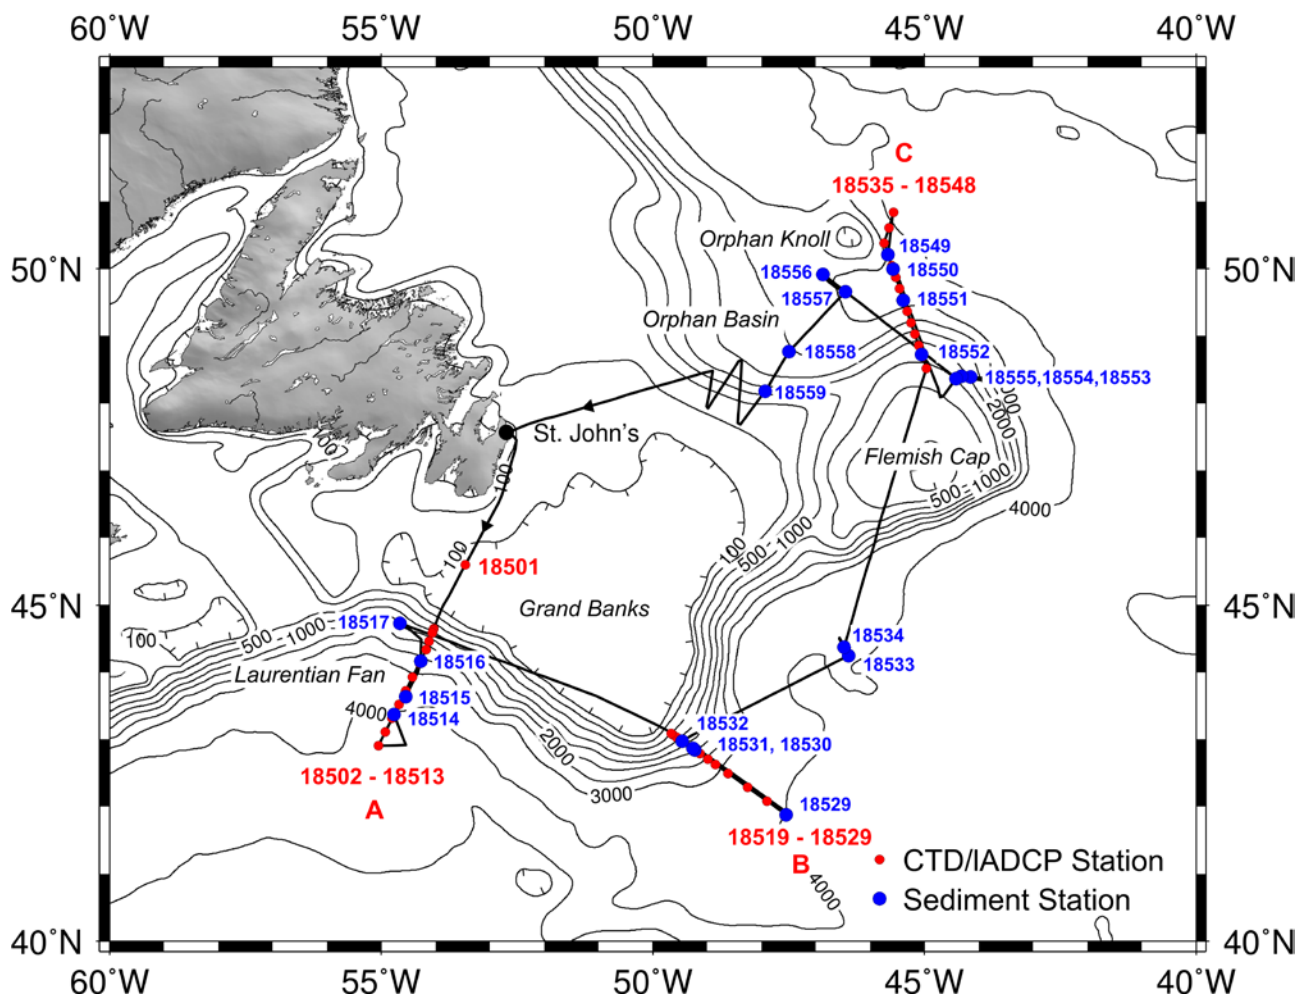 60˚W 55˚W 50˚W 45˚W 40˚W
C
18535 - 18548
Orphan Knoll
18549
50˚N
18556
18550
50˚N
18557
18551
Orphan Basin
18558
18552
18555,18554,18553
18559
2000
St. John's
100
Flemish Cap
100
500
1000
4000
100
100
500
1000
18501
45˚N
Grand Banks
45˚N
18517
100
500
1000
18534
18516
18533
Laurentian Fan
18515
4000
18514
18532
18531, 18530
2000
18502 - 18513
3000
18529
A
18519 - 18529
B
4000
CTD/lADCP Station
Sediment Station
40˚N
40˚N
60˚W 55˚W 50˚W 45˚W 40˚W